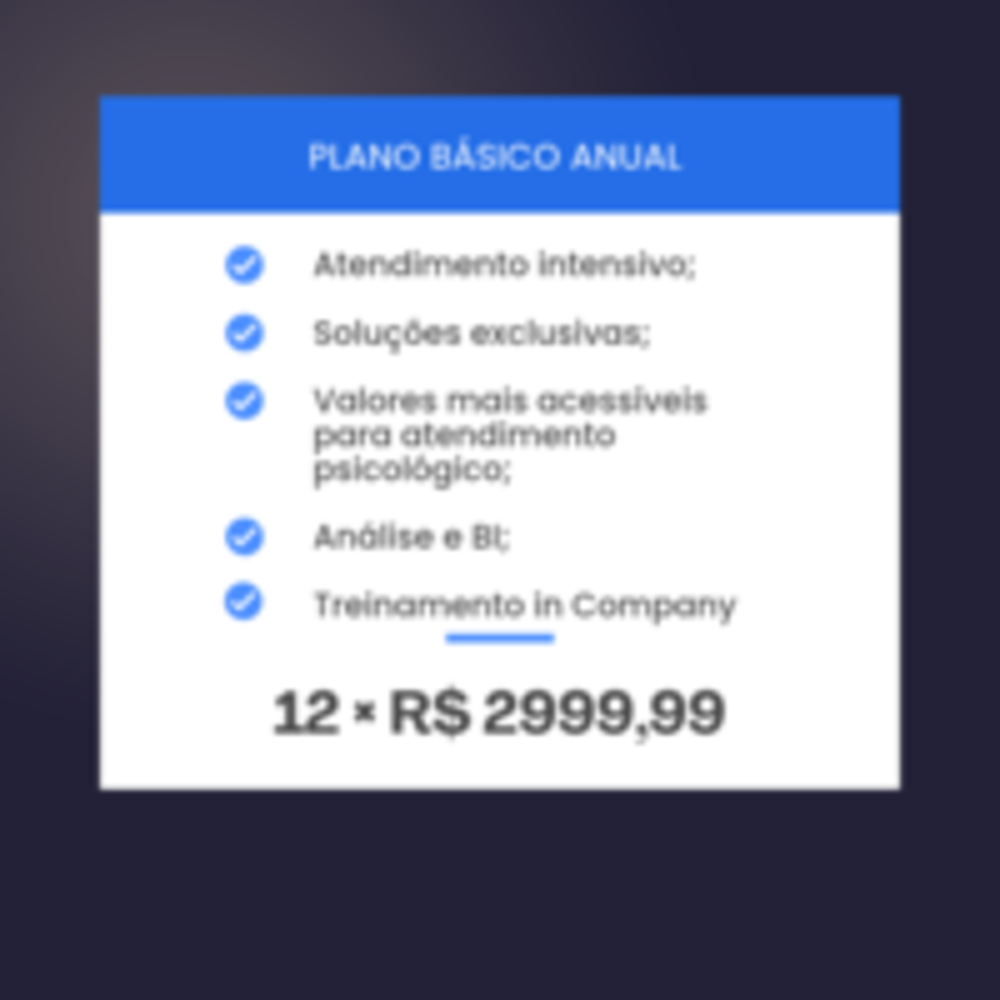 PLANO BÁSICO ANUAL
Atendimento intensivo;
Soluções exclusivas;
Valores mais acessíveis
para atendimento
psicológico;
Análise e BI;
Treinamento in Company
12 × R$ 2999,99